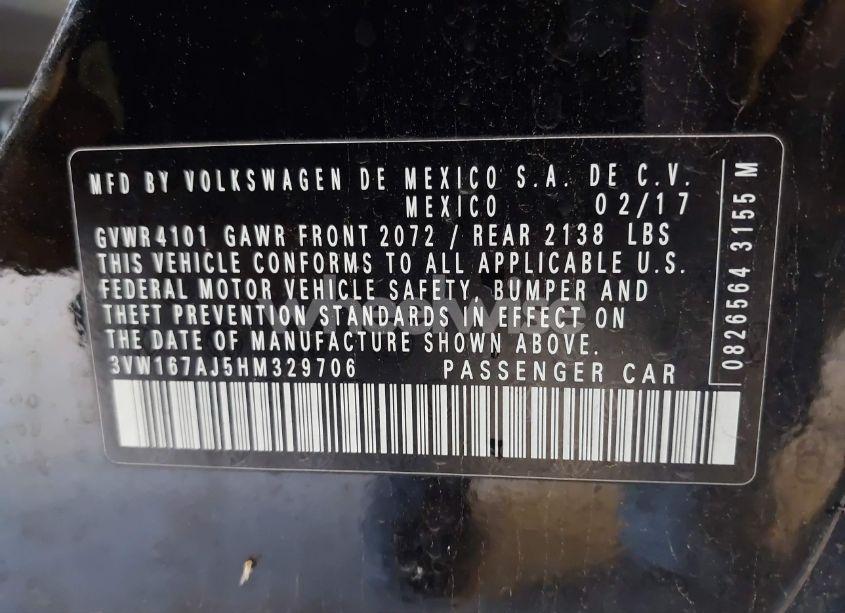 MFD BY VOLKSWAGEN DE MEXICO S.A. DE C.V.
MEXICO 02/17
GVWR 4101 GAWR FRONT 2072 / REAR 2138 LBS
THIS VEHICLE CONFORMS TO ALL APPLICABLE U.S.
FEDERAL MOTOR VEHICLE SAFETY, BUMPER AND
THEFT PREVENTION STANDARDS IN EFFECT ON
THE DATE OF MANUFACTURE SHOWN ABOVE.
3VW167AJ5HM329706 PASSENGER CAR
0826564 3155 M